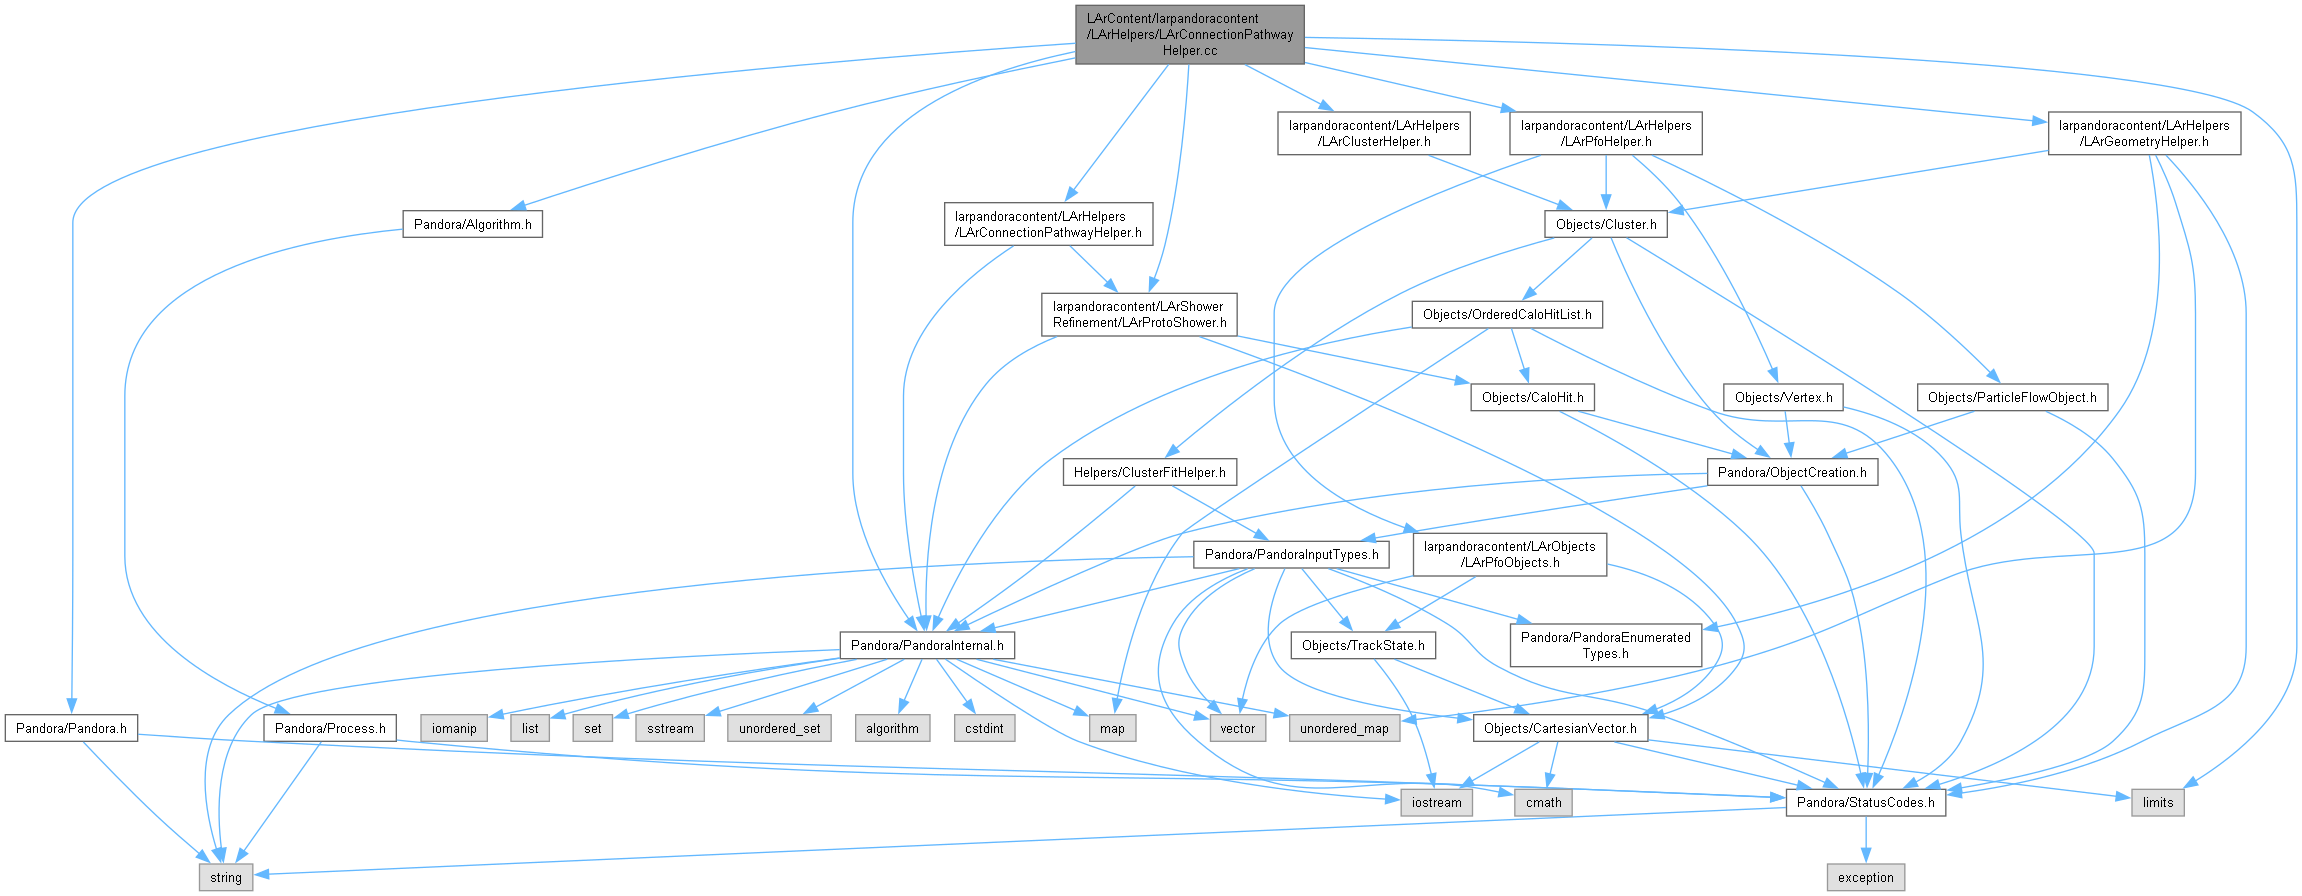 LArContent/larpandoracontent
/LArHelpers/LArConnectionPathway
Helper.cc
larpandoracontent/LArHelpers
/LArClusterHelper.h
larpandoracontent/LArHelpers
/LArPfoHelper.h
larpandoracontent/LArHelpers
/LArGeometryHelper.h
Pandora/Algorithm.h
larpandoracontent/LArHelpers
/LArConnectionPathwayHelper.h
Objects/Cluster.h
larpandoracontent/LArShower
Refinement/LArProtoShower.h
Objects/OrderedCaloHitList.h
Objects/CaloHit.h
Objects/Vertex.h
Objects/ParticleFlowObject.h
Helpers/ClusterFitHelper.h
Pandora/ObjectCreation.h
Pandora/PandoraInputTypes.h
larpandoracontent/LArObjects
/LArPfoObjects.h
Pandora/PandoraInternal.h
Objects/TrackState.h
Pandora/PandoraEnumerated
Types.h
Pandora/Pandora.h
Pandora/Process.h
iomanip
list
set
sstream
unordered_set
algorithm
cstdint
map
vector
unordered_map
Objects/CartesianVector.h
iostream
cmath
Pandora/StatusCodes.h
limits
string
exception